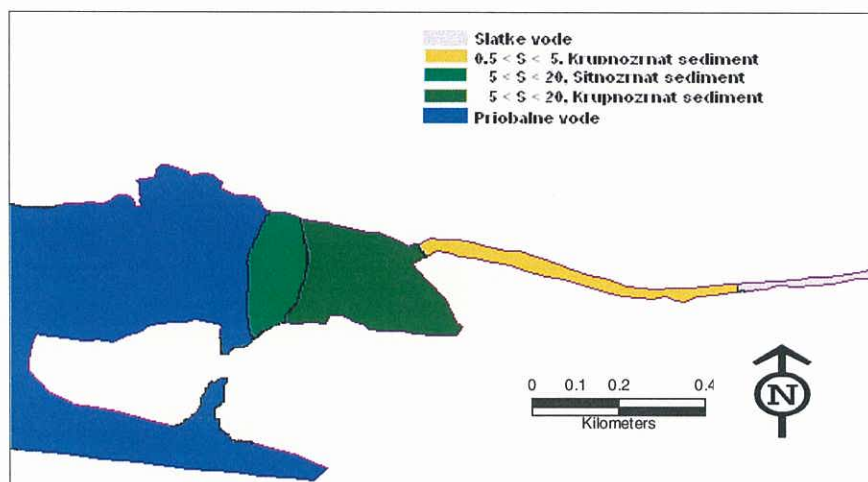 Slatke vode
0.5 < S < 5, Krupnozrnat sediment
5 < S < 20, Sitnozrnat sediment
5 < S < 20, Krupnozrnat sediment
Priobalne vode
0 0.1 0.2 0.4
Kilometers
N